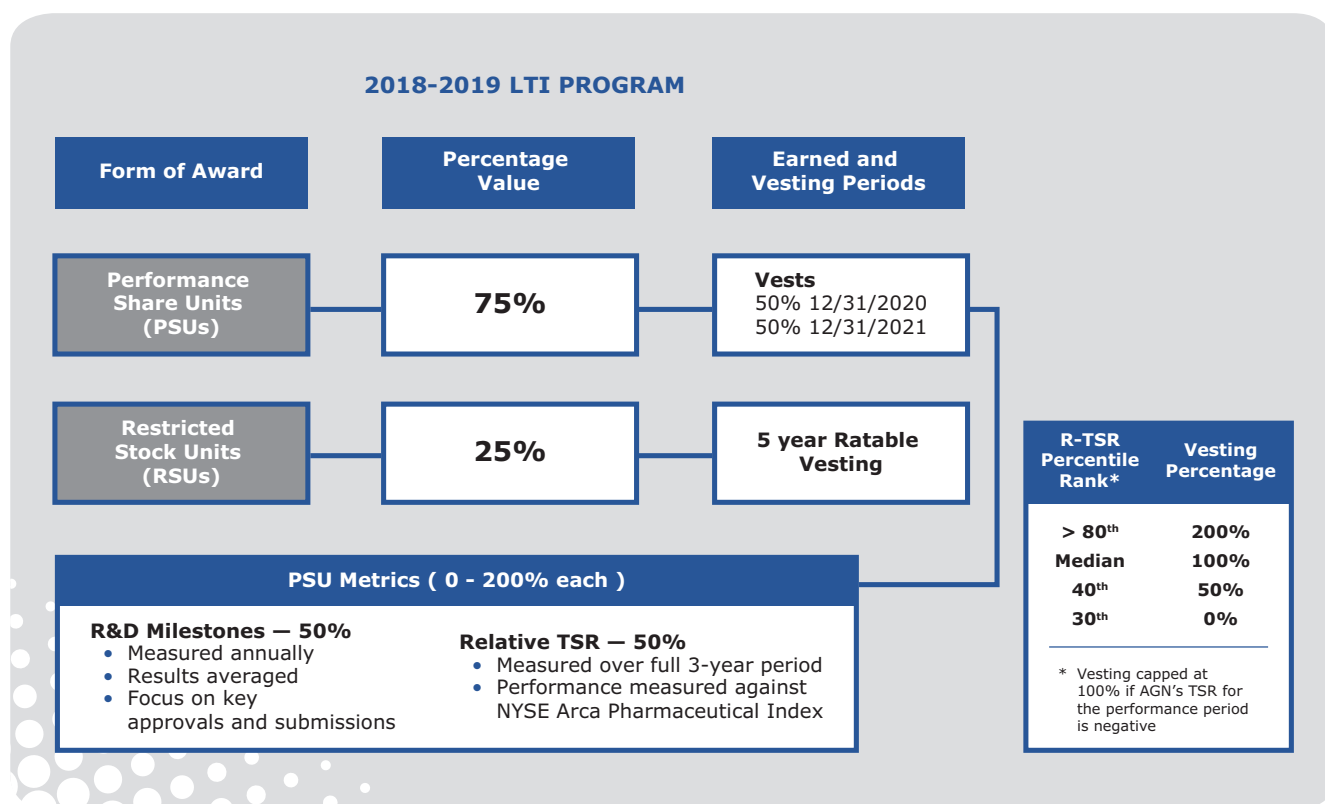 2018-2019 LTI PROGRAM
Form of Award
Percentage
Value
Earned and
Vesting Periods
Performance
Share Units
(PSUs)
75%
Vests
50% 12/31/2020
50% 12/31/2021
Restricted
Stock Units
(RSUs)
25%
5 year Ratable
Vesting
PSU Metrics ( 0 - 200% each )
R&D Milestones — 50%
• Measured annually
• Results averaged
• Focus on key
approvals and submissions
Relative TSR — 50%
• Measured over full 3-year period
• Performance measured against
NYSE Arca Pharmaceutical Index
R-TSR
Percentile
Rank*
Vesting
Percentage
> 80th 200%
Median 100%
40th 50%
30th 0%
* Vesting capped at
100% if AGN’s TSR for
the performance period
is negative